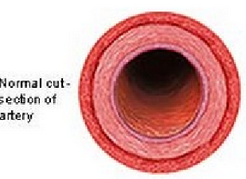 Normal cut-
section of
artery